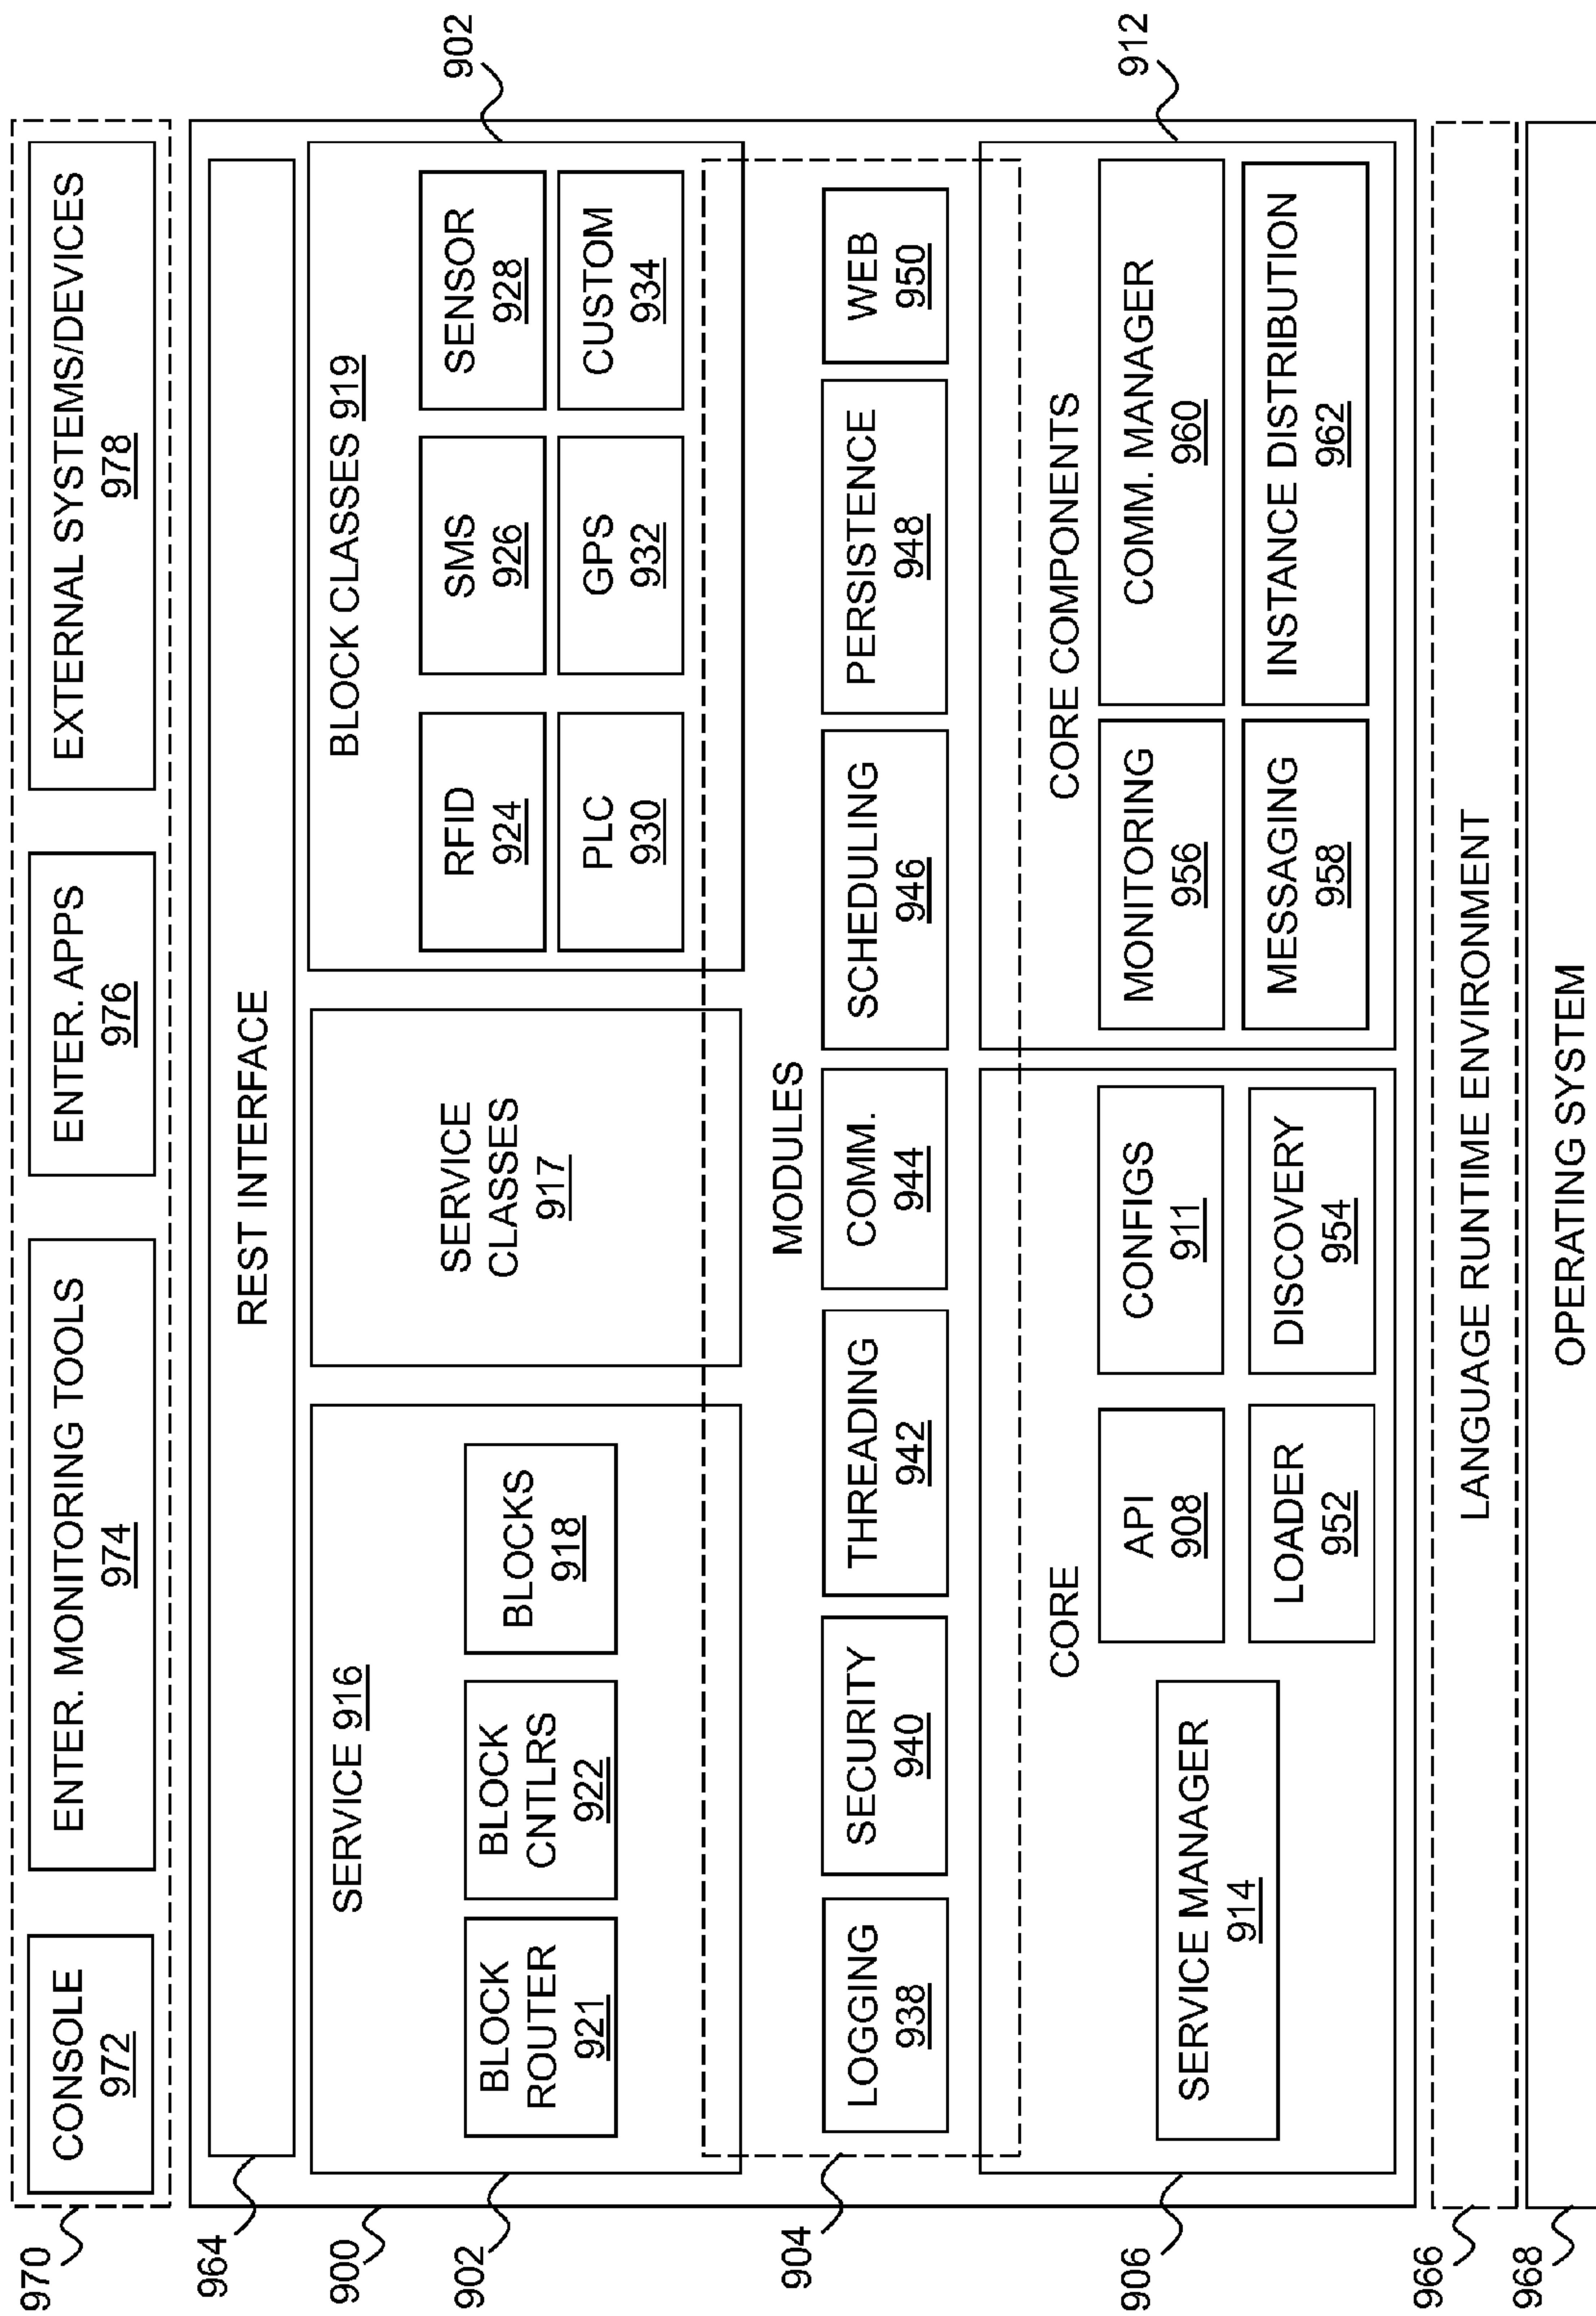 970
CONSOLE
972
ENTER. MONITORING TOOLS
974
ENTER. APPS
976
EXTERNAL SYSTEMS/DEVICES
978
964
REST INTERFACE
900
902
SERVICE 916
BLOCK
ROUTER
921
BLOCK
CNTLRS
922
BLOCKS
918
SERVICE
CLASSES
917
BLOCK CLASSES 919
RFID
924
SMS
926
SENSOR
928
PLC
930
GPS
932
CUSTOM
934
902
904
MODULES
LOGGING
938
SECURITY
940
THREADING
942
COMM.
944
SCHEDULING
946
PERSISTENCE
948
WEB
950
906
CORE
SERVICE MANAGER
914
API
908
CONFIGS
911
LOADER
952
DISCOVERY
954
CORE COMPONENTS
MONITORING
956
COMM. MANAGER
960
MESSAGING
958
INSTANCE DISTRIBUTION
962
912
966
LANGUAGE RUNTIME ENVIRONMENT
968
OPERATING SYSTEM